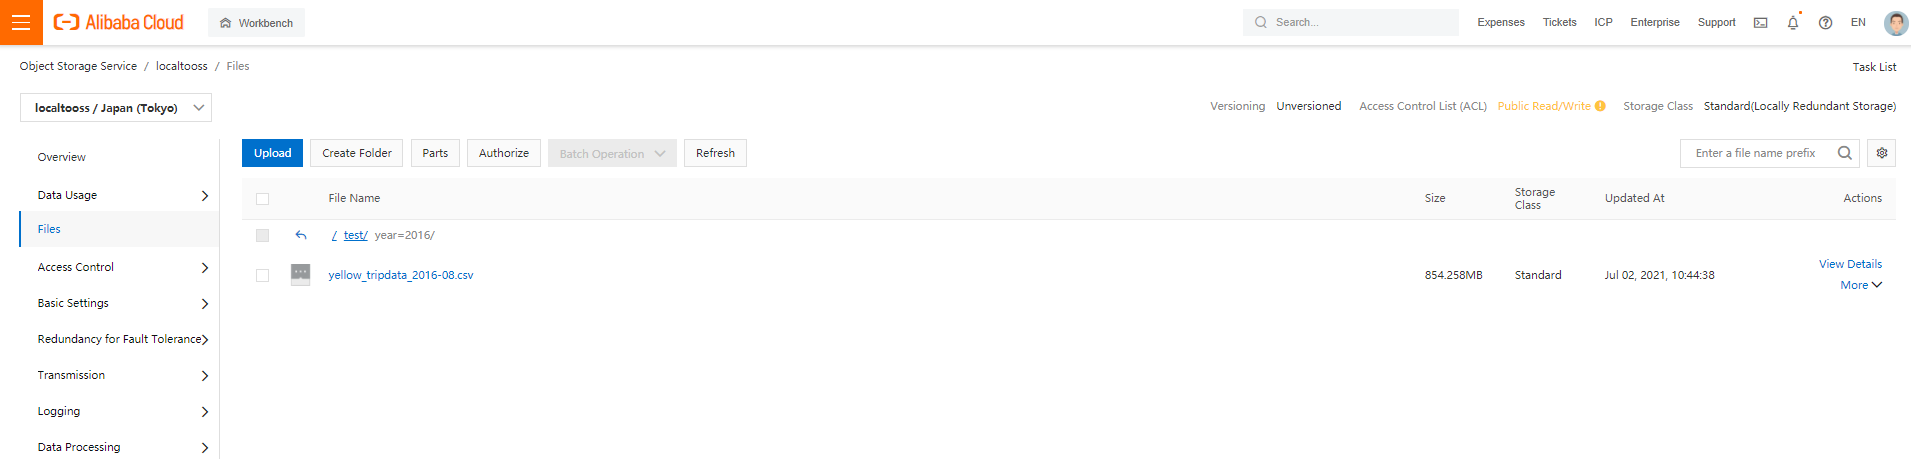 Alibaba Cloud Workbench Search... Expenses Tickets ICP Enterprise Support EN
Object Storage Service / localtooss / Files Task List
localtooss / Japan (Tokyo) Versioning Unversioned Access Control List (ACL) Public Read/Write Storage Class Standard(Locally Redundant Storage)
Overview
Data Usage
Files
Access Control
Basic Settings
Redundancy for Fault Tolerance
Transmission
Logging
Data Processing
Upload Create Folder Parts Authorize Batch Operation Refresh Enter a file name prefix
File Name Size Storage Class Updated At Actions
/ test/ year=2016/
yellow_tripdata_2016-08.csv 854.258MB Standard Jul 02, 2021, 10:44:38 View Details
More